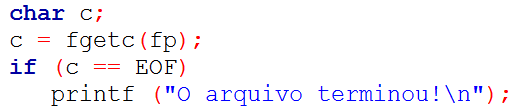 char c;
c = fgetc(fp);
if (c == EOF)
   printf ("O arquivo terminou!\n");